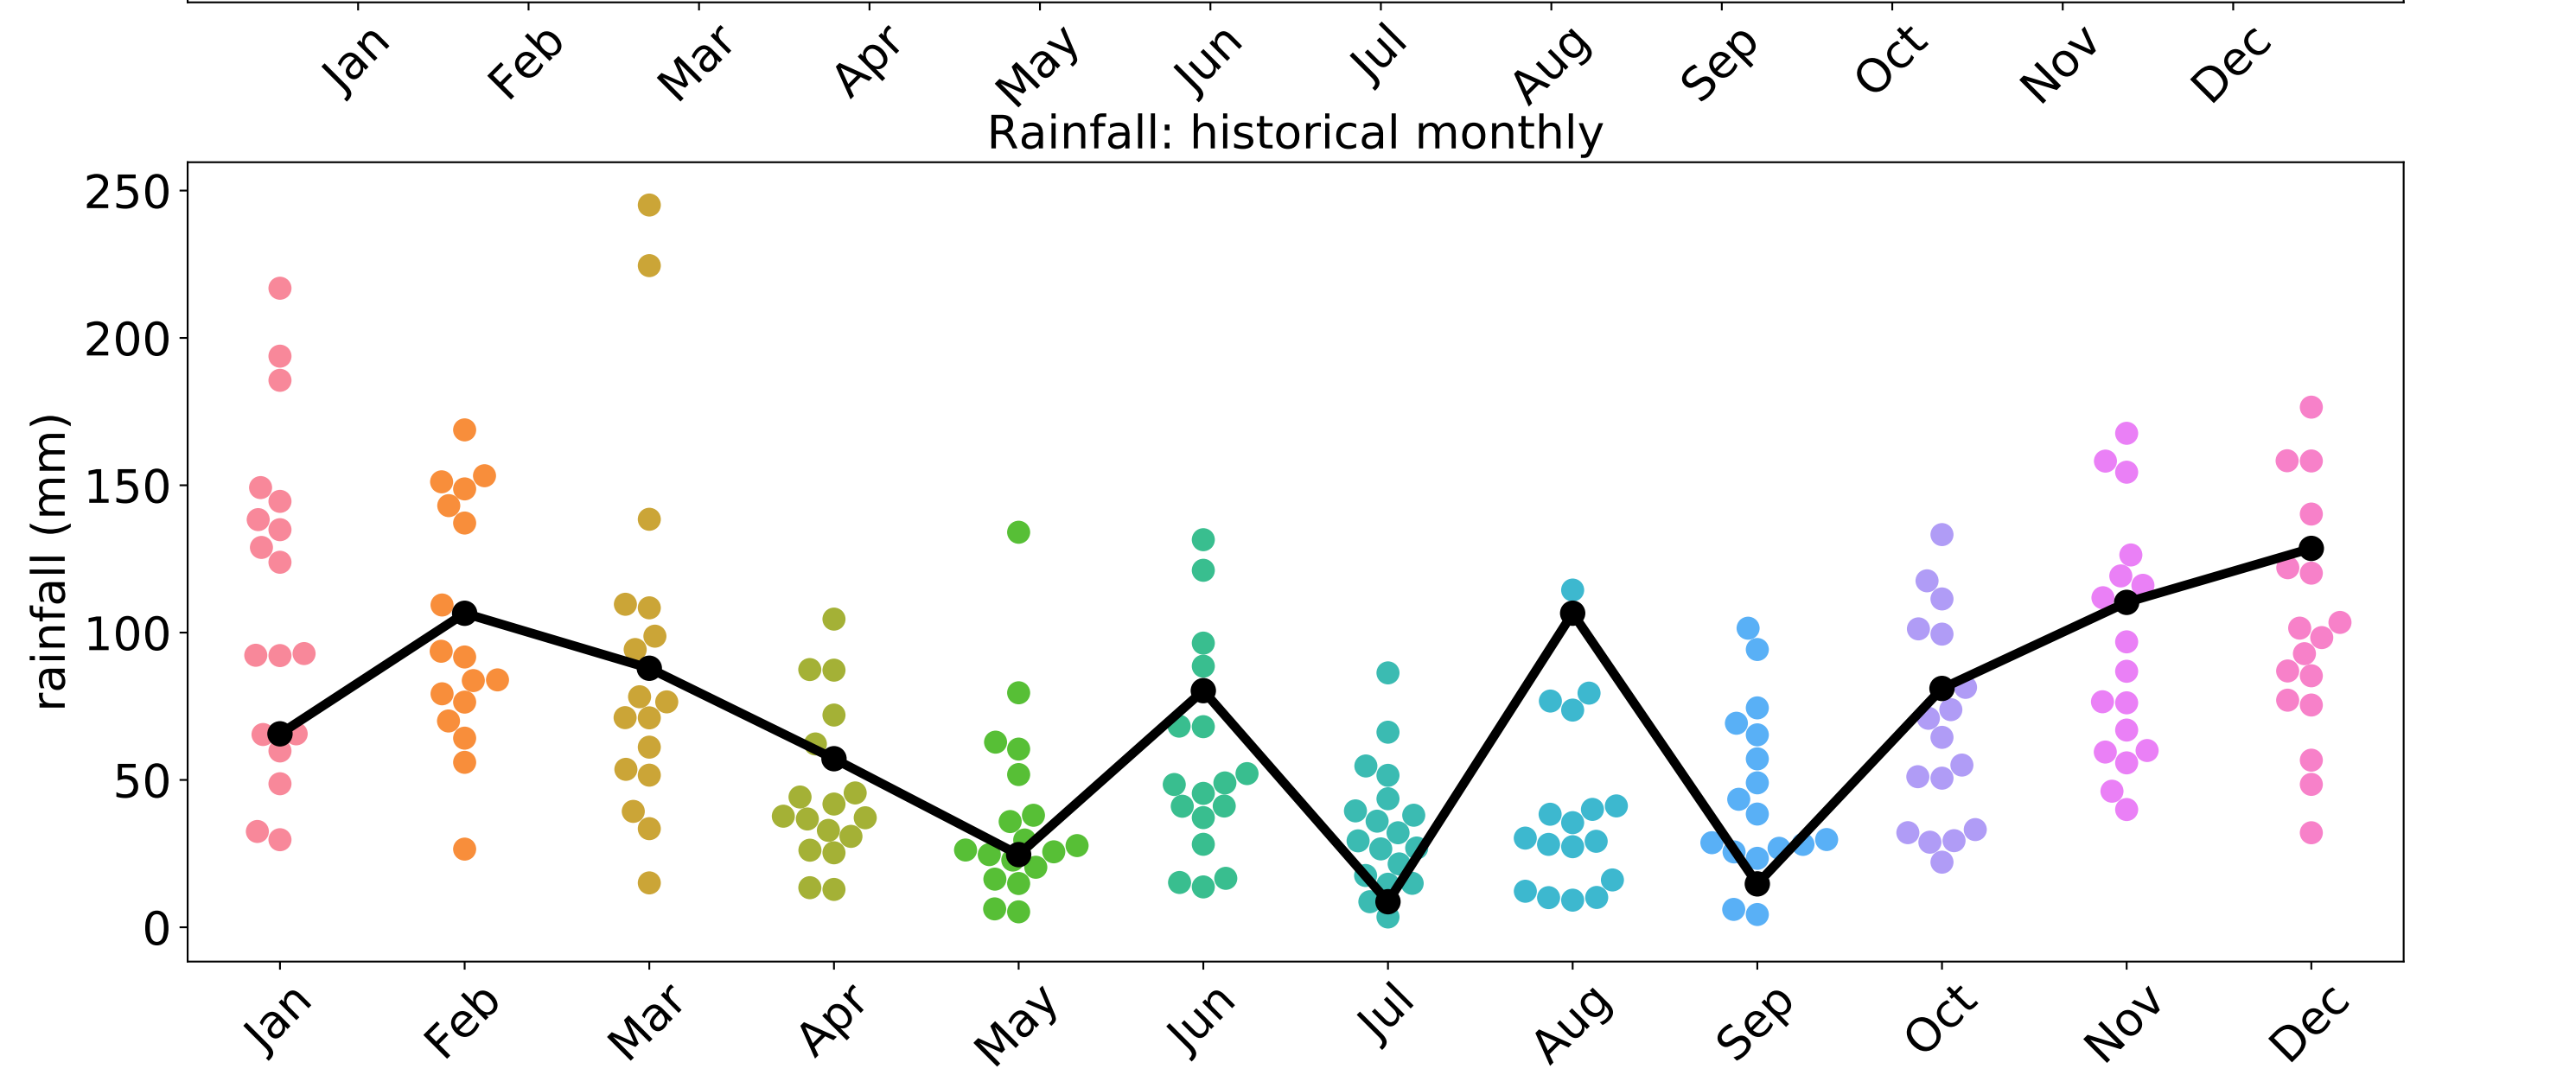 Jan Feb Mar Apr May Jun Jul Aug Sep Oct Nov Dec
Rainfall: historical monthly
rainfall (mm)
250
200
150
100
50
0
Jan Feb Mar Apr May Jun Jul Aug Sep Oct Nov Dec